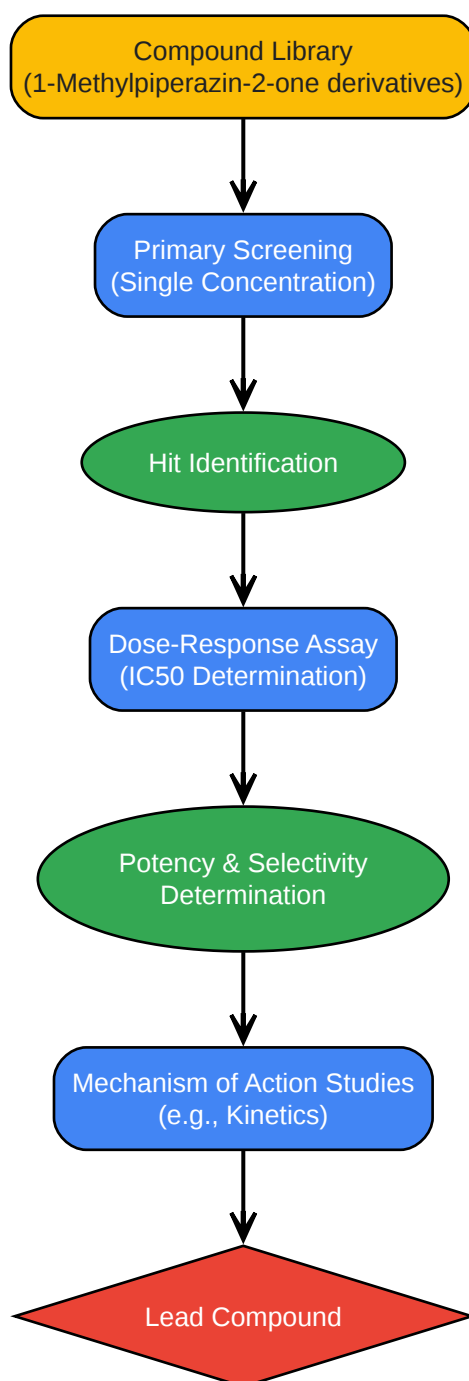 Compound Library
(1-Methylpiperazin-2-one derivatives)
Primary Screening
(Single Concentration)
Hit Identification
Dose-Response Assay
(IC50 Determination)
Potency & Selectivity
Determination
Mechanism of Action Studies
(e.g., Kinetics)
Lead Compound